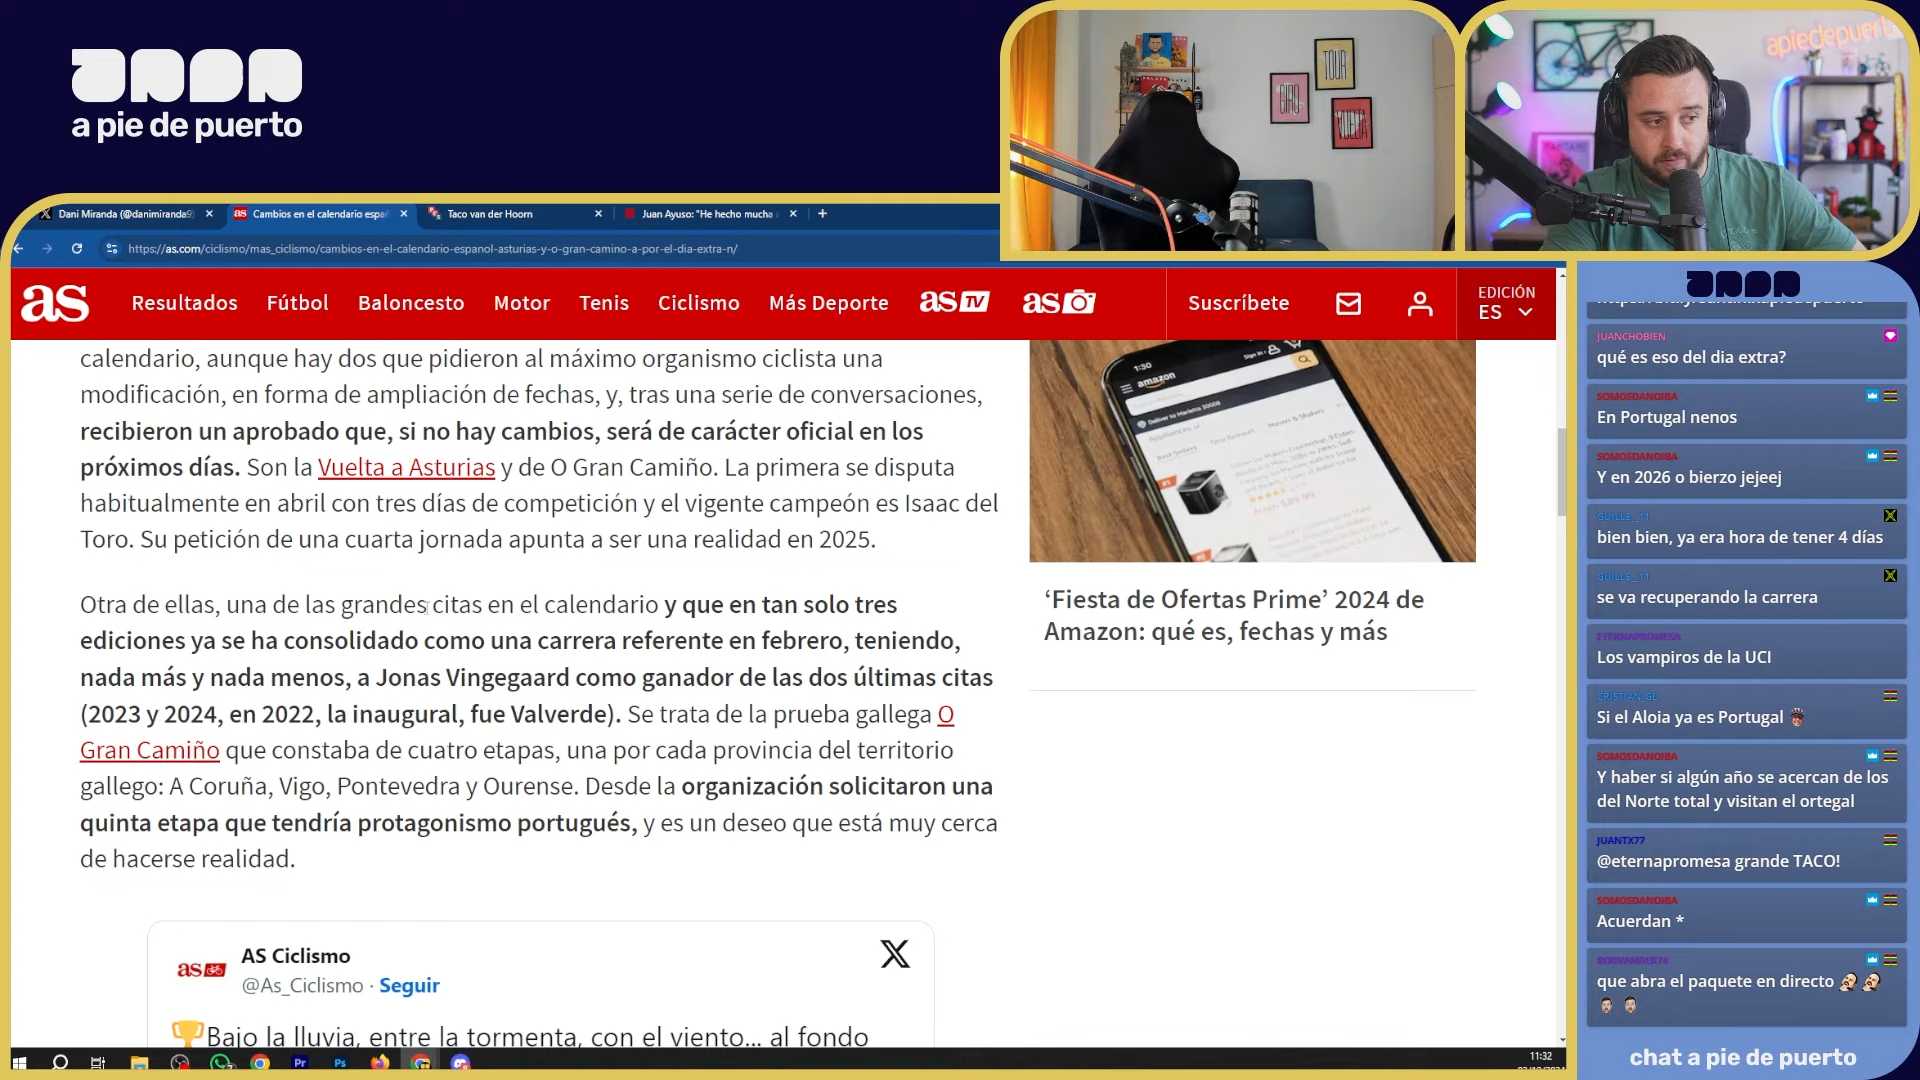 a pie de puerto
TOUR
GIRO
VUELTA
apiedepuerto
Dani Miranda (@danimiranda9
Cambios en el calendario espa
Taco van der Hoorn
Juan Ayuso: "He hecho mucha
https://as.com/ciclismo/mas_ciclismo/cambios-en-el-calendario-espanol-asturias-y-o-gran-camino-a-por-el-dia-extra-n/
as
Resultados Fútbol Baloncesto Motor Tenis Ciclismo Más Deporte as TV as Suscríbete EDICIÓN
ES
calendario, aunque hay dos que pidieron al máximo organismo ciclista una
modificación, en forma de ampliación de fechas, y, tras una serie de conversaciones,
recibieron un aprobado que, si no hay cambios, será de carácter oficial en los
próximos días. Son la Vuelta a Asturias y de O Gran Camiño. La primera se disputa
habitualmente en abril con tres días de competición y el vigente campeón es Isaac del
Toro. Su petición de una cuarta jornada apunta a ser una realidad en 2025.
Otra de ellas, una de las grandes citas en el calendario y que en tan solo tres
ediciones ya se ha consolidado como una carrera referente en febrero, teniendo,
nada más y nada menos, a Jonas Vingegaard como ganador de las dos últimas citas
(2023 y 2024, en 2022, la inaugural, fue Valverde). Se trata de la prueba gallega O
Gran Camiño que constaba de cuatro etapas, una por cada provincia del territorio
gallego: A Coruña, Vigo, Pontevedra y Ourense. Desde la organización solicitaron una
quinta etapa que tendría protagonismo portugués, y es un deseo que está muy cerca
de hacerse realidad.
AS Ciclismo
@As_Ciclismo · Seguir
Bajo la lluvia, entre la tormenta, con el viento... al fondo
1:30
amazon
‘Fiesta de Ofertas Prime’ 2024 de
Amazon: qué es, fechas y más
JUANCHOBIEN
qué es eso del dia extra?
SOMOSDANOIBA
En Portugal nenos
SOMOSDANOIBA
Y en 2026 o bierzo jejeej
GUILLE_11
bien bien, ya era hora de tener 4 días
GUILLE_11
se va recuperando la carrera
ETERNAPROMESA
Los vampiros de la UCI
CRISTIAN_GD
Si el Aloia ya es Portugal
SOMOSDANOIBA
Y haber si algún año se acercan de los
del Norte total y visitan el ortegal
JUANTX77
@eternapromesa grande TACO!
SOMOSDANOIBA
Acuerdan *
que abra el paquete en directo
chat a pie de puerto
11:32